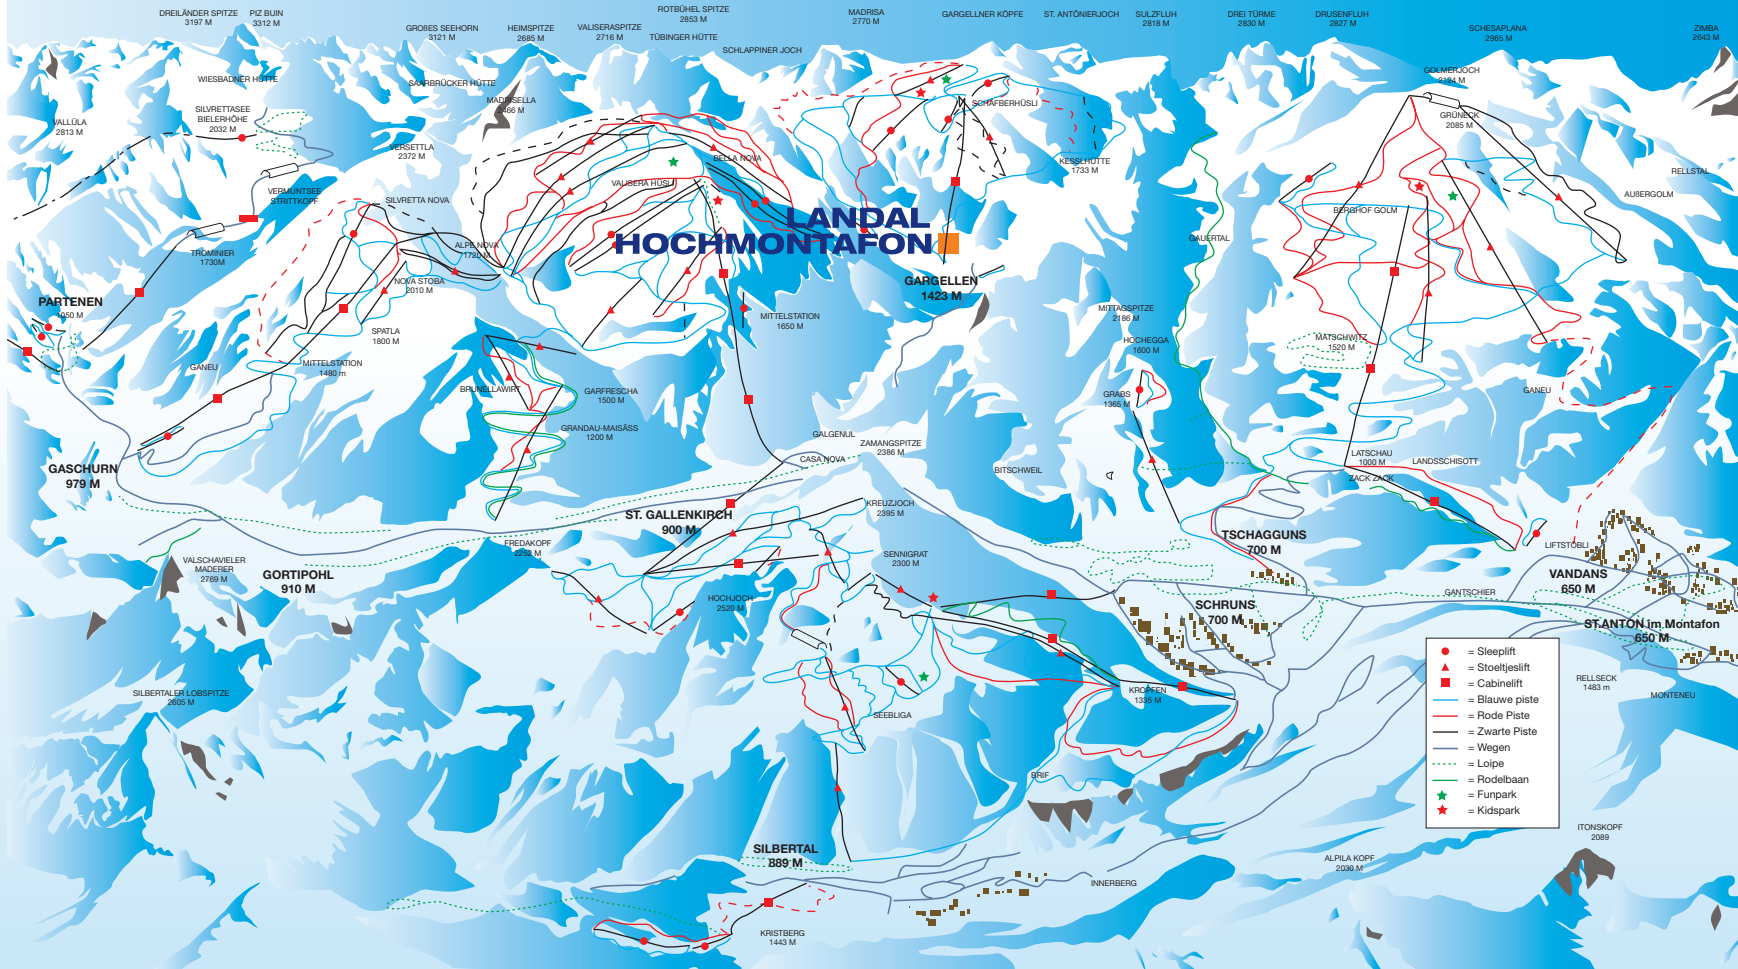 DREILÄNDER SPITZE
3197 M
PIZ BUIN
3312 M
GROßES SEEHORN
3121 M
HEIMSPITZE
2685 M
VALISERASPITZE
2716 M
ROTBÜHEL SPITZE
2853 M
TÜBINGER HÜTTE
SCHLAPPINER JOCH
MADRISA
2770 M
GARGELLNER KÖPFE
ST. ANTÖNIERJOCH
SULZFLUH
2818 M
DREI TÜRME
2830 M
DRUSENFLUH
2827 M
SCHESAPLANA
2965 M
ZIMBA
2643 M
WIESBADNER HÜTTE
SAARBRÜCKER HÜTTE
MADRISELLA
2466 M
GOLMERJOCH
2124 M
SCHAFBERHÜSLI
SILVRETTASEE
BIELERHÖHE
2032 M
VALLÜLA
2813 M
GRÜNECK
2085 M
VERSETTLA
2372 M
BELLA NOVA
KESSLHÜTTE
1733 M
RELLSTAL
VALISERA HÜSLI
VERMUNTSEE
STRITTKOPF
SILVRETTA NOVA
AUßERGOLM
BERGHOF GOLM
LANDAL
HOCHMONTAFON
GAUERTAL
ALPE NOVA
1720 M
TROMINIER
1730M
NOVA STOBA
2010 M
GARGELLEN
1423 M
PARTENEN
1050 M
MITTELSTATION
1650 M
MITTAGSPITZE
2186 M
SPATLA
1800 M
HOCHEGGA
1600 M
MATSCHWITZ
1520 M
GANEU
MITTELSTATION
1480 m
BRUNELLAWIRT
GARFRESCHA
1500 M
GRABS
1365 M
GANEU
GRANDAU-MAISÄSS
1200 M
GALGENUL
ZAMANGSPITZE
2386 M
CASA NOVA
BITSCHWEIL
LATSCHAU
1000 M
LANDSSCHISOTT
ZACK ZACK
GASCHURN
979 M
KREUZJOCH
2395 M
ST. GALLENKIRCH
900 M
TSCHAGGUNS
700 M
FREDAKOPF
2252 M
SENNIGRAT
2300 M
LIFTSTÖBLI
VALSCHAVIELER
MADERER
2769 M
GORTIPOHL
910 M
VANDANS
650 M
HOCHJOCH
2520 M
GANTSCHIER
SCHRUNS
700 M
ST.ANTON im Montafon
650 M
= Sleeplift
= Stoeltjeslift
= Cabinelift
= Blauwe piste
= Rode Piste
= Zwarte Piste
= Wegen
= Loipe
= Rodelbaan
= Funpark
= Kidspark
RELLSECK
1483 m
MONTENEU
SILBERTALER LOBSPITZE
2605 M
KROPFEN
1335 M
SEEBLIGA
BRIF
ITONSKOPF
2089
SILBERTAL
889 M
ALPILA KOPF
2030 M
INNERBERG
KRISTBERG
1443 M